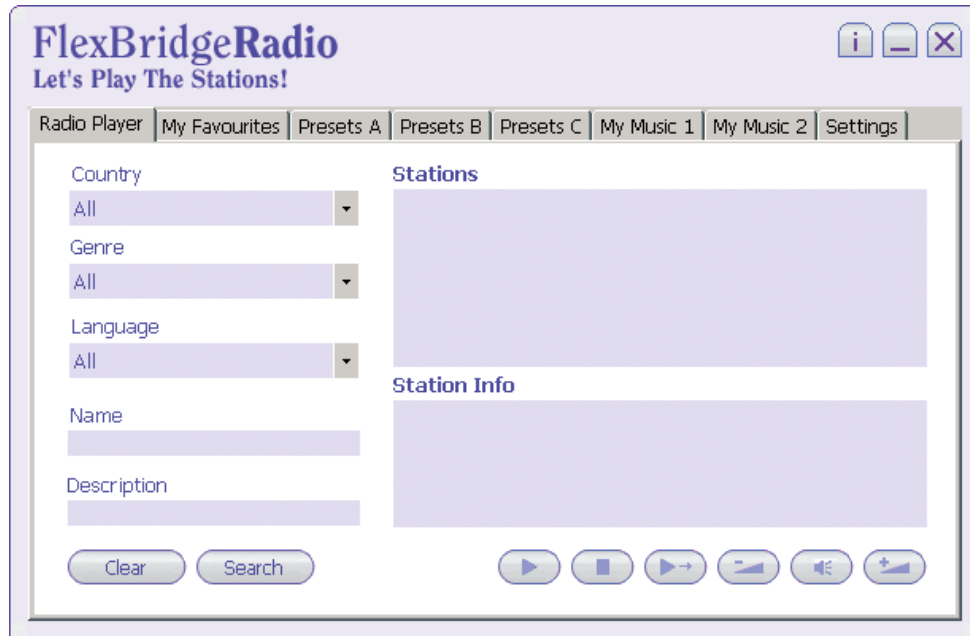 FlexBridgeRadio
Let's Play The Stations!
i
Radio Player My Favourites Presets A Presets B Presets C My Music 1 My Music 2 Settings
Country
All
Genre
All
Language
All
Name
Description
Stations
Station Info
Clear Search